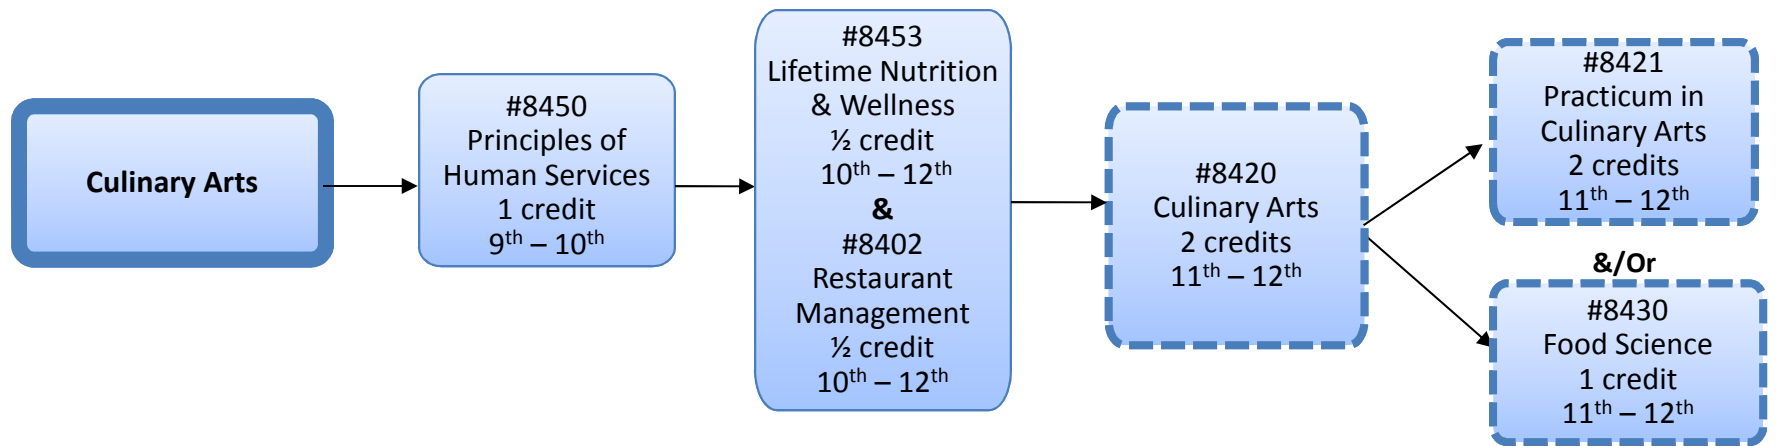 Culinary Arts
#8450
Principles of
Human Services
1 credit
9th – 10th
#8453
Lifetime Nutrition
& Wellness
½ credit
10th – 12th
&
#8402
Restaurant
Management
½ credit
10th – 12th
#8420
Culinary Arts
2 credits
11th – 12th
#8421
Practicum in
Culinary Arts
2 credits
11th – 12th
&/Or
#8430
Food Science
1 credit
11th – 12th